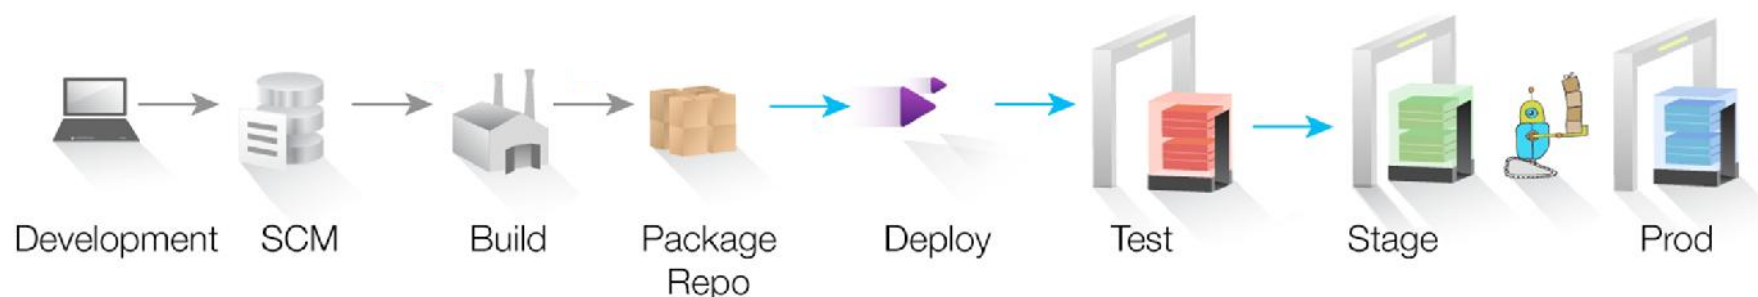 Development
SCM
Build
Package
Repo
Deploy
Test
Stage
Prod